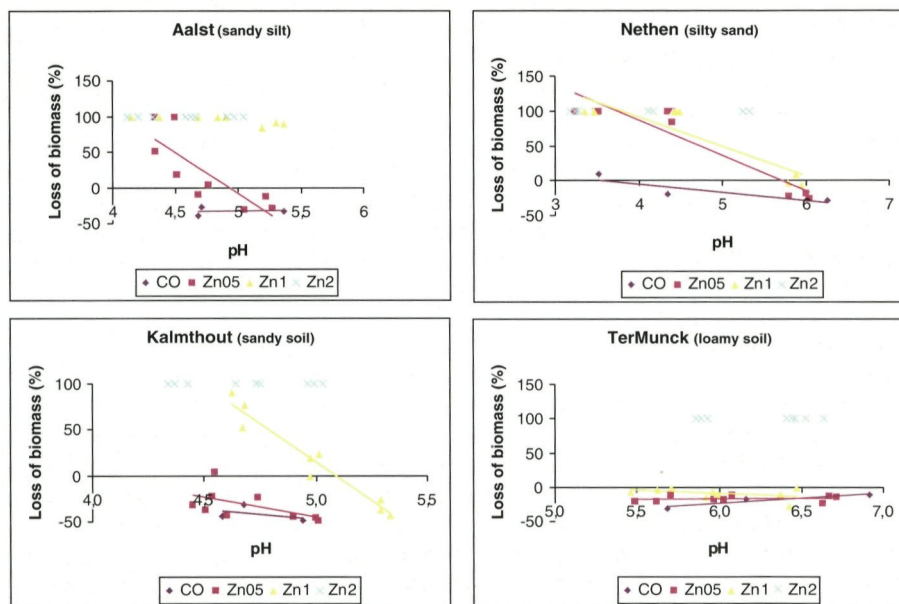 Aalst (sandy silt)
Loss of biomass (%)
150
100
50
0
-50
4
4,5
5
5,5
6
pH
CO Zn05 Zn1 Zn2
Nethen (silty sand)
Loss of biomass (%)
150
100
50
0
-50
3
4
5
6
7
pH
CO Zn05 Zn1 Zn2
Kalmthout (sandy soil)
Loss of biomass (%)
100
50
0
-50
4,0
4,5
5,0
5,5
pH
CO Zn05 Zn1 Zn2
TerMunck (loamy soil)
Loss of biomass (%)
150
100
50
0
-50
5,0
5,5
6,0
6,5
7,0
pH
CO Zn05 Zn1 Zn2